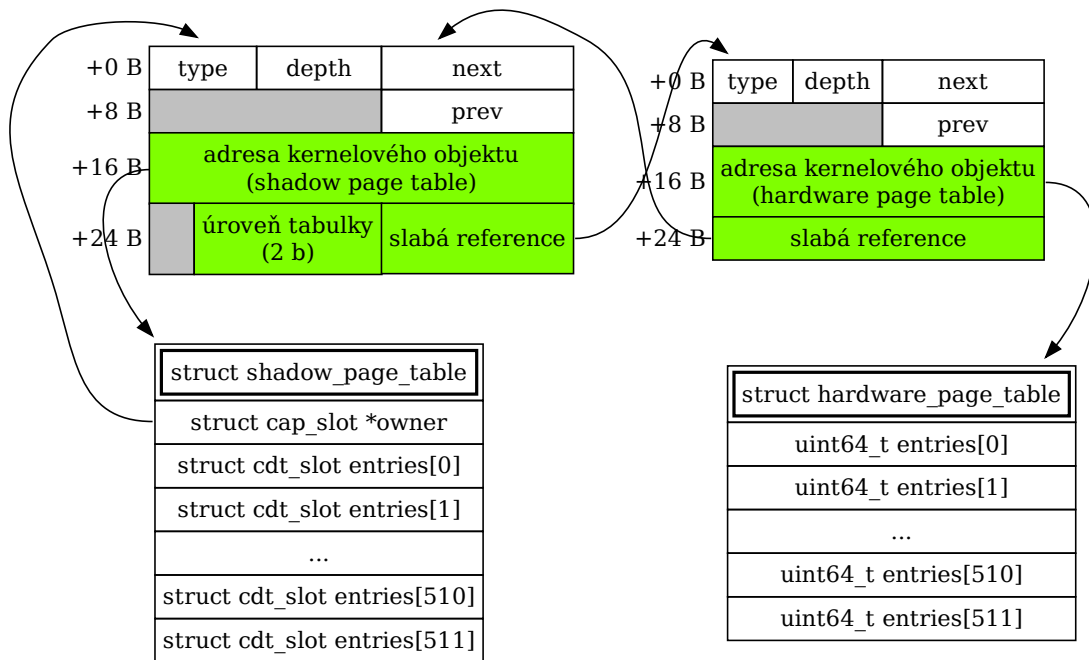 +0 B type depth next
+8 B prev
+16 B adresa kernelového objektu
(shadow page table)
+24 B úroveň tabulky
(2 b) slabá reference
+0 B type depth next
+8 B prev
+16 B adresa kernelového objektu
(hardware page table)
+24 B slabá reference
struct shadow_page_table
struct cap_slot *owner
struct cdt_slot entries[0]
struct cdt_slot entries[1]
...
struct cdt_slot entries[510]
struct cdt_slot entries[511]
struct hardware_page_table
uint64_t entries[0]
uint64_t entries[1]
...
uint64_t entries[510]
uint64_t entries[511]